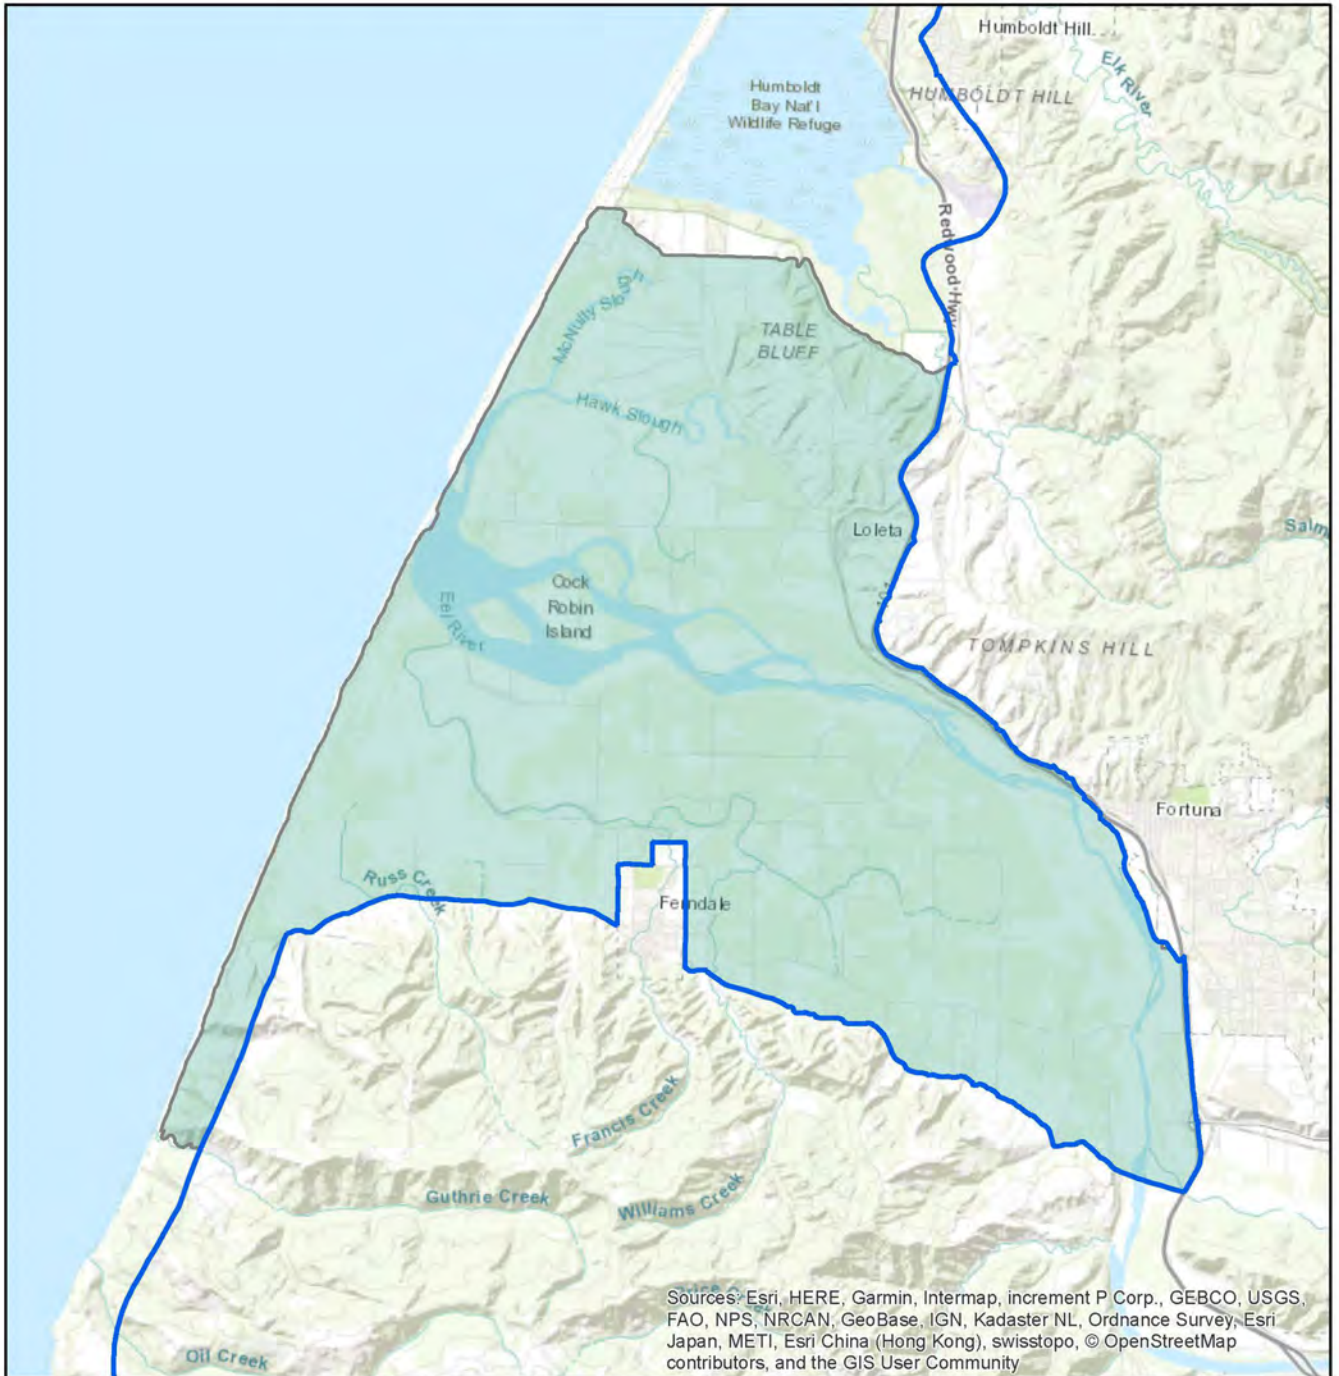 Humboldt Hill
Elk River
HUMBOLDT HILL
Humboldt
Bay Nat'l
Wildlife Refuge
Redwood Hwy
McNulty Slough
TABLE
BLUFF
Hawk Slough
Loleta
Salm
101
Cock
Robin
Island
Eel River
TOMPKINS HILL
Fortuna
Russ Creek
Ferndale
Francis Creek
Guthrie Creek
Williams Creek
Price Creek
Sources: Esri, HERE, Garmin, Intermap, increment P Corp., GEBCO, USGS,
FAO, NPS, NRCAN, GeoBase, IGN, Kadaster NL, Ordnance Survey, Esri
Japan, METI, Esri China (Hong Kong), swisstopo, © OpenStreetMap
contributors, and the GIS User Community
Oil Creek